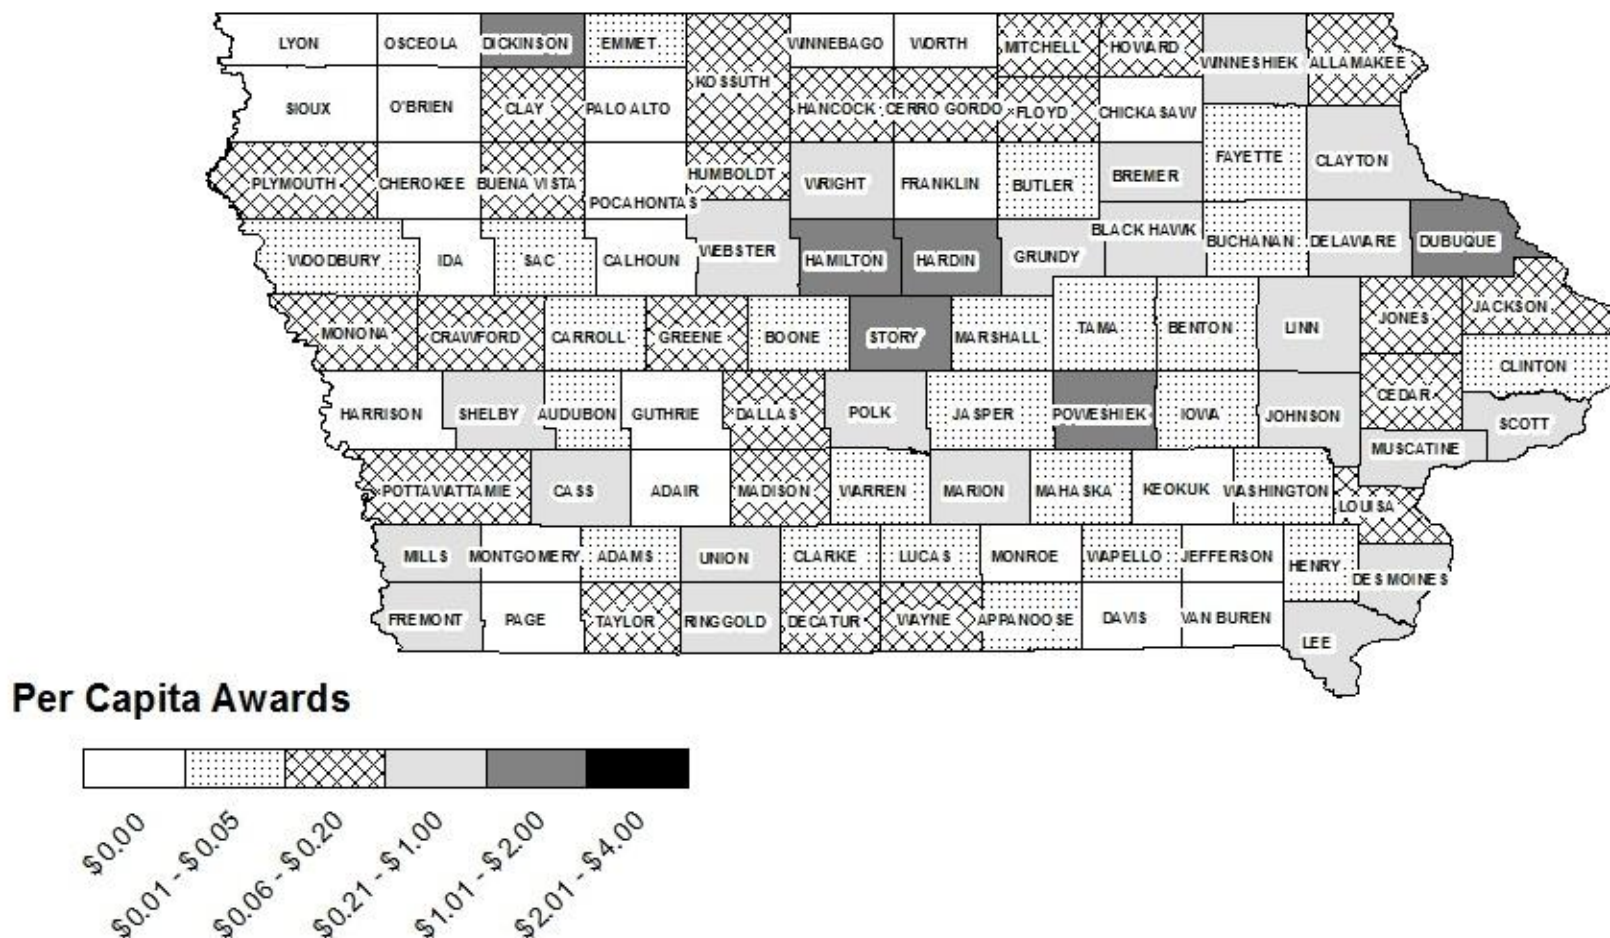 LYON OSCEOLA DICKINSON EMMET WINNEBAGO WORTH MITCHELL HOWARD
KOSSUTH WINNESHIEK ALLAMAKEE
SIOUX O'BRIEN CLAY PALO ALTO HANCOCK CERRO GORDO FLOYD CHICKASAW
FAYETTE CLAYTON
PLYMOUTH CHEROKEE BUENA VISTA POCAHONTAS HUMBOLDT WRIGHT FRANKLIN BUTLER BREMER
WOODBURY IDA SAC CALHOUN WEBSTER HAMILTON HARDIN GRUNDY BLACK HAWK BUCHANAN DELAWARE DUBUQUE
MONONA CRAWFORD CARROLL GREENE BOONE STORY MARSHALL TAMA BENTON LINN JONES JACKSON
CLINTON
HARRISON SHELBY AUDUBON GUTHRIE DALLAS POLK JASPER POWESHIEK IOWA JOHNSON CEDAR SCOTT
MUSCATINE
POTTAWATTAMIE CASS ADAIR MADISON WARREN MARION MAHASKA KEOKUK WASHINGTON LOUISA
MILLS MONTGOMERY ADAMS UNION CLARKE LUCAS MONROE WAPELLO JEFFERSON HENRY DES MOINES
FREMONT PAGE TAYLOR RINGGOLD DECATUR WAYNE APPANOOSE DAVIS VAN BUREN LEE
Per Capita Awards
$0.00
$0.01 - $0.05
$0.06 - $0.20
$0.21 - $1.00
$1.01 - $2.00
$2.01 - $4.00